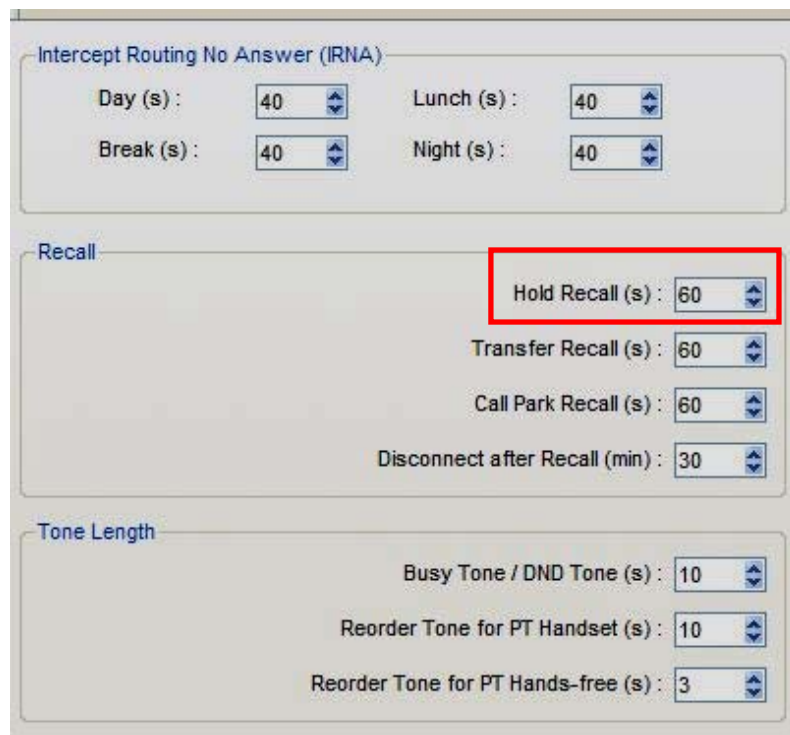 Intercept Routing No Answer (IRNA)
Day (s) : 40 Lunch (s) : 40
Break (s) : 40 Night (s) : 40
Recall
Hold Recall (s) : 60
Transfer Recall (s) : 60
Call Park Recall (s) : 60
Disconnect after Recall (min) : 30
Tone Length
Busy Tone / DND Tone (s) : 10
Reorder Tone for PT Handset (s) : 10
Reorder Tone for PT Hands-free (s) : 3